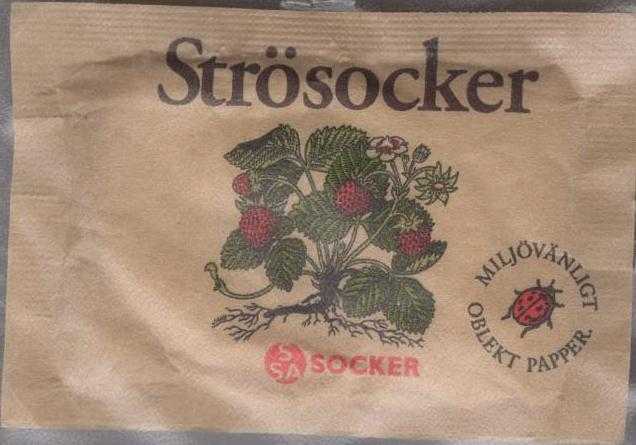 Strösocker
MILJÖVÄNLIGT
OBLEKT PAPPER.
SSA SOCKER